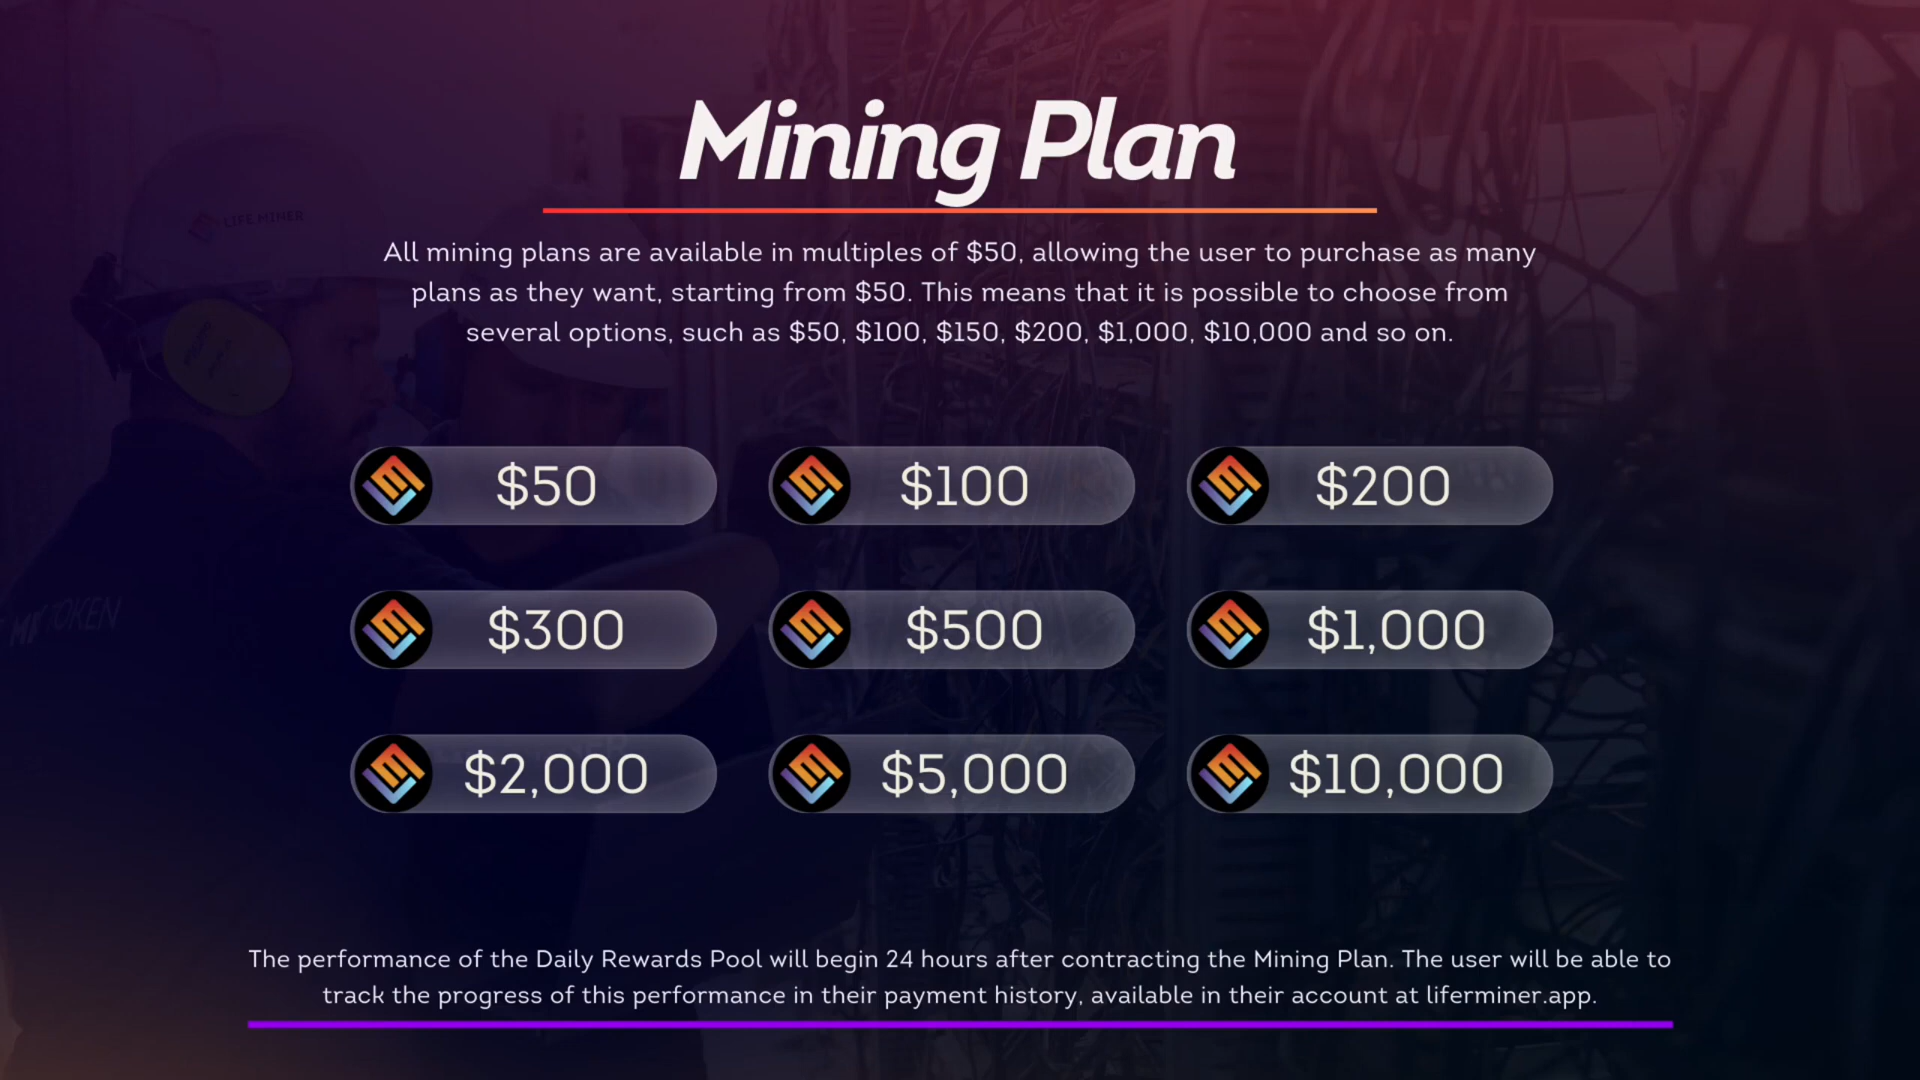 Mining Plan
LIFE MINER
All mining plans are available in multiples of $50, allowing the user to purchase as many
plans as they want, starting from $50. This means that it is possible to choose from
several options, such as $50, $100, $150, $200, $1,000, $10,000 and so on.
$50
$100
$200
$300
$500
$1,000
$2,000
$5,000
$10,000
The performance of the Daily Rewards Pool will begin 24 hours after contracting the Mining Plan. The user will be able to
track the progress of this performance in their payment history, available in their account at liferminer.app.